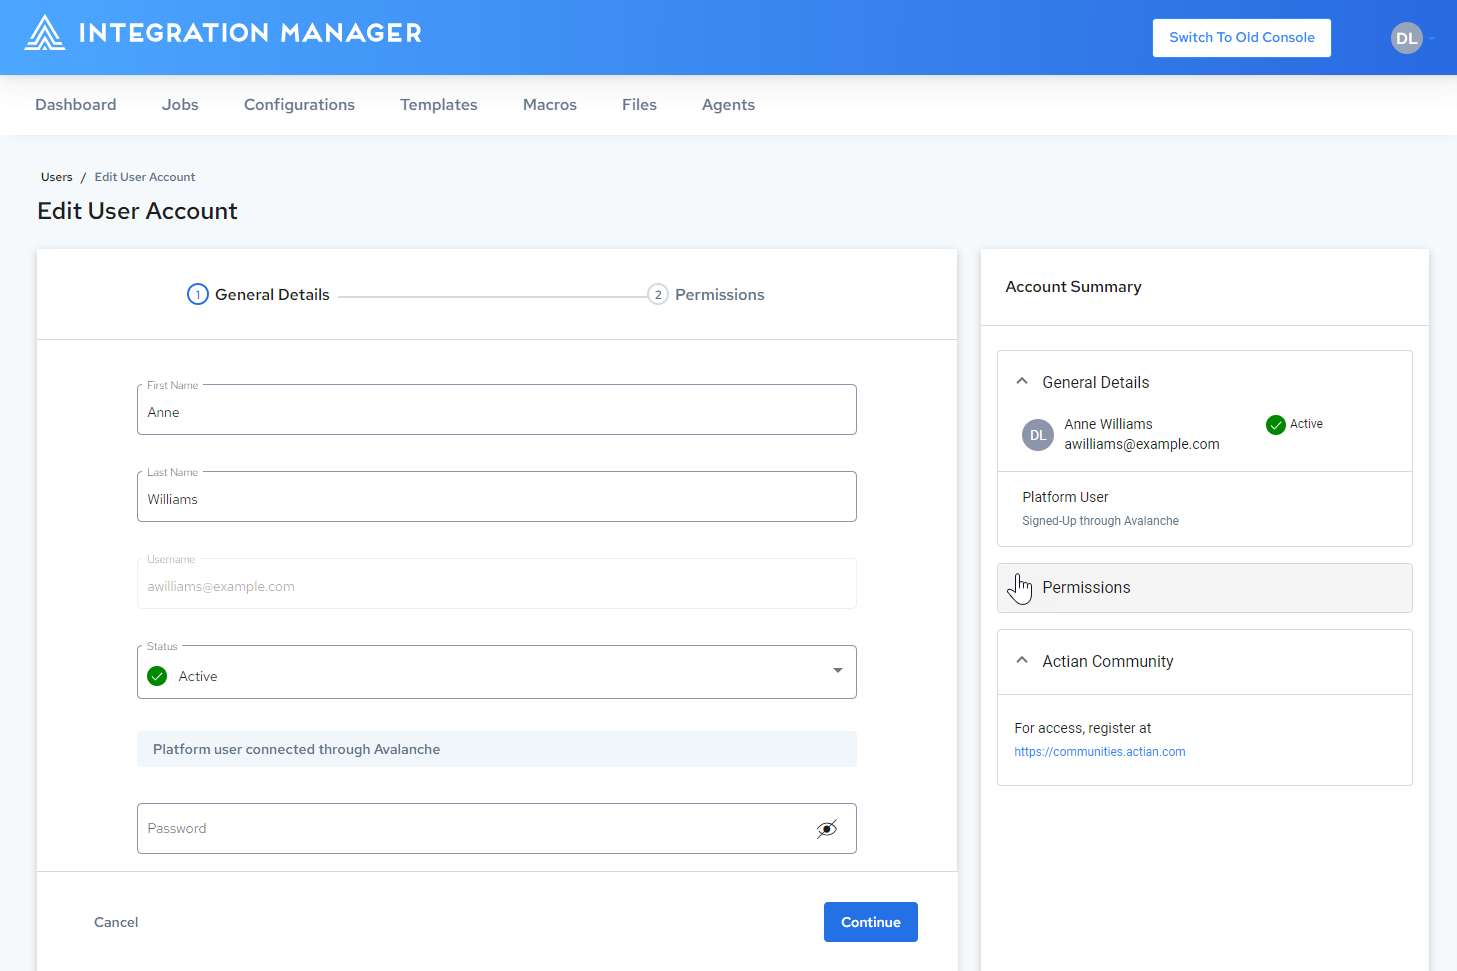 INTEGRATION MANAGER
Switch To Old Console
DL
Dashboard Jobs Configurations Templates Macros Files Agents
Users / Edit User Account
Edit User Account
1 General Details
2 Permissions
First Name
Anne
Last Name
Williams
Username
awilliams@example.com
Status
Active
Platform user connected through Avalanche
Password
Cancel
Continue
Account Summary
General Details
DL
Anne Williams
awilliams@example.com
Active
Platform User
Signed-Up through Avalanche
Permissions
Actian Community
For access, register at
https://communities.actian.com